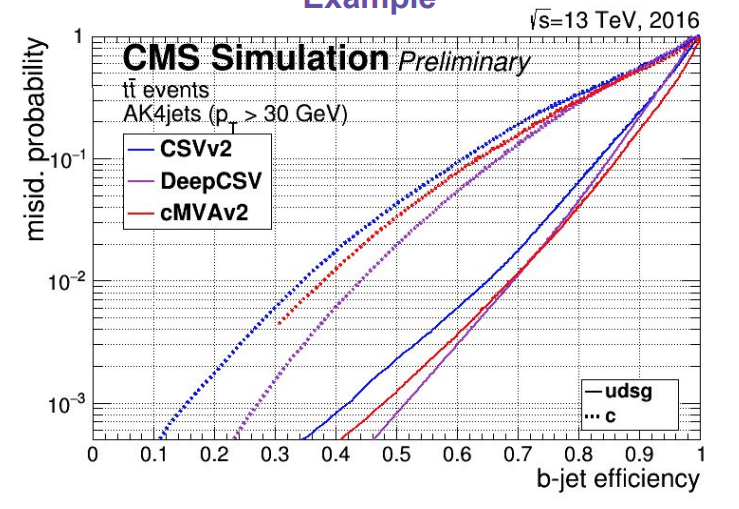 Example
√s=13 TeV, 2016
CMS Simulation Preliminary
tt̄ events
AK4jets (p_T > 30 GeV)
CSVv2
DeepCSV
cMVAv2
misid. probability
1
10⁻¹
10⁻²
10⁻³
udsg
c
0 0.1 0.2 0.3 0.4 0.5 0.6 0.7 0.8 0.9 1
b-jet efficiency